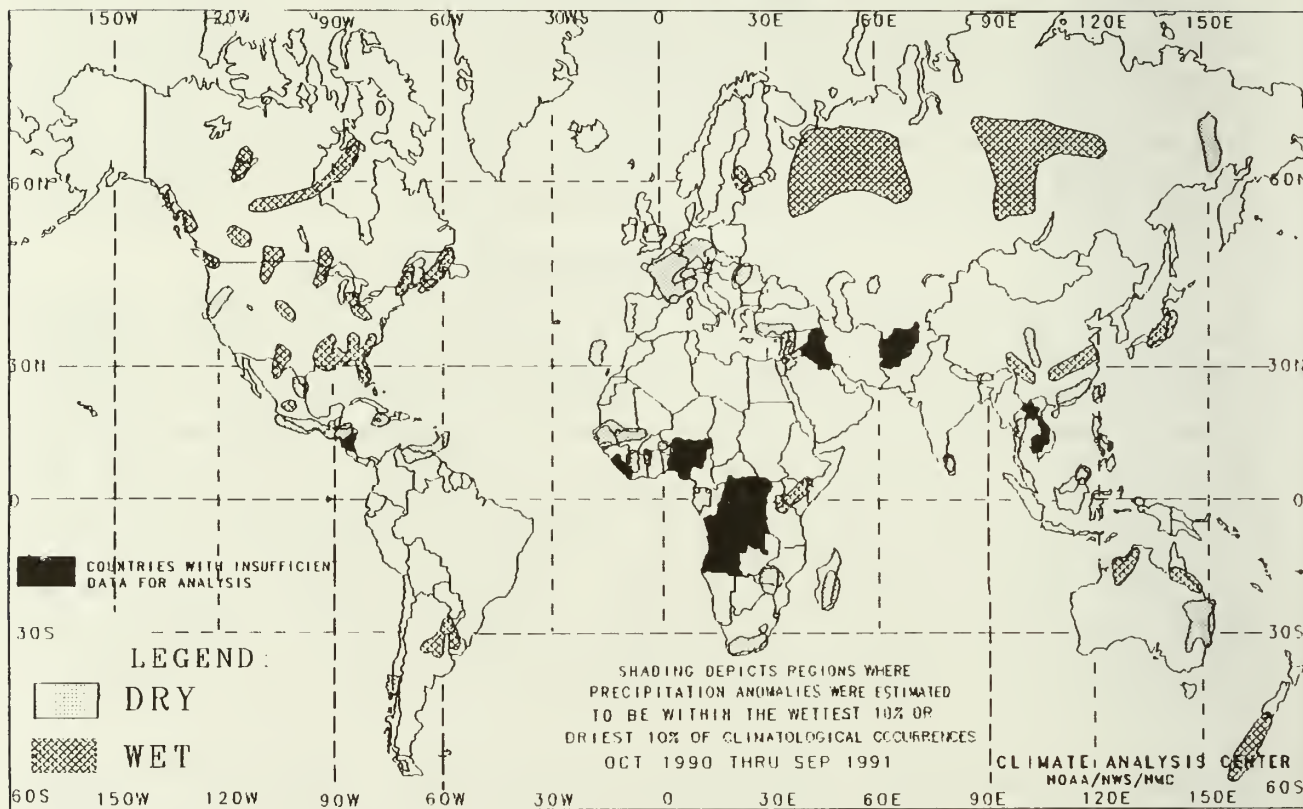 150W 120W 90W 60W 30W 0 30E 60E 90E 120E 150E
60N 60N
30N 30N
0 0
COUNTRIES WITH INSUFFICIENT
DATA FOR ANALYSIS
30S 30S
LEGEND:
DRY
WET
SHADING DEPICTS REGIONS WHERE
PRECIPITATION ANOMALIES WERE ESTIMATED
TO BE WITHIN THE WETTEST 10% OR
DRIEST 10% OF CLIMATOLOGICAL OCCURRENCES
OCT 1990 THRU SEP 1991
CLIMATE ANALYSIS CENTER
NOAA/NWS/NMC
60S 150W 120W 90W 60W 30W 0 30E 60E 90E 120E 150E 60S